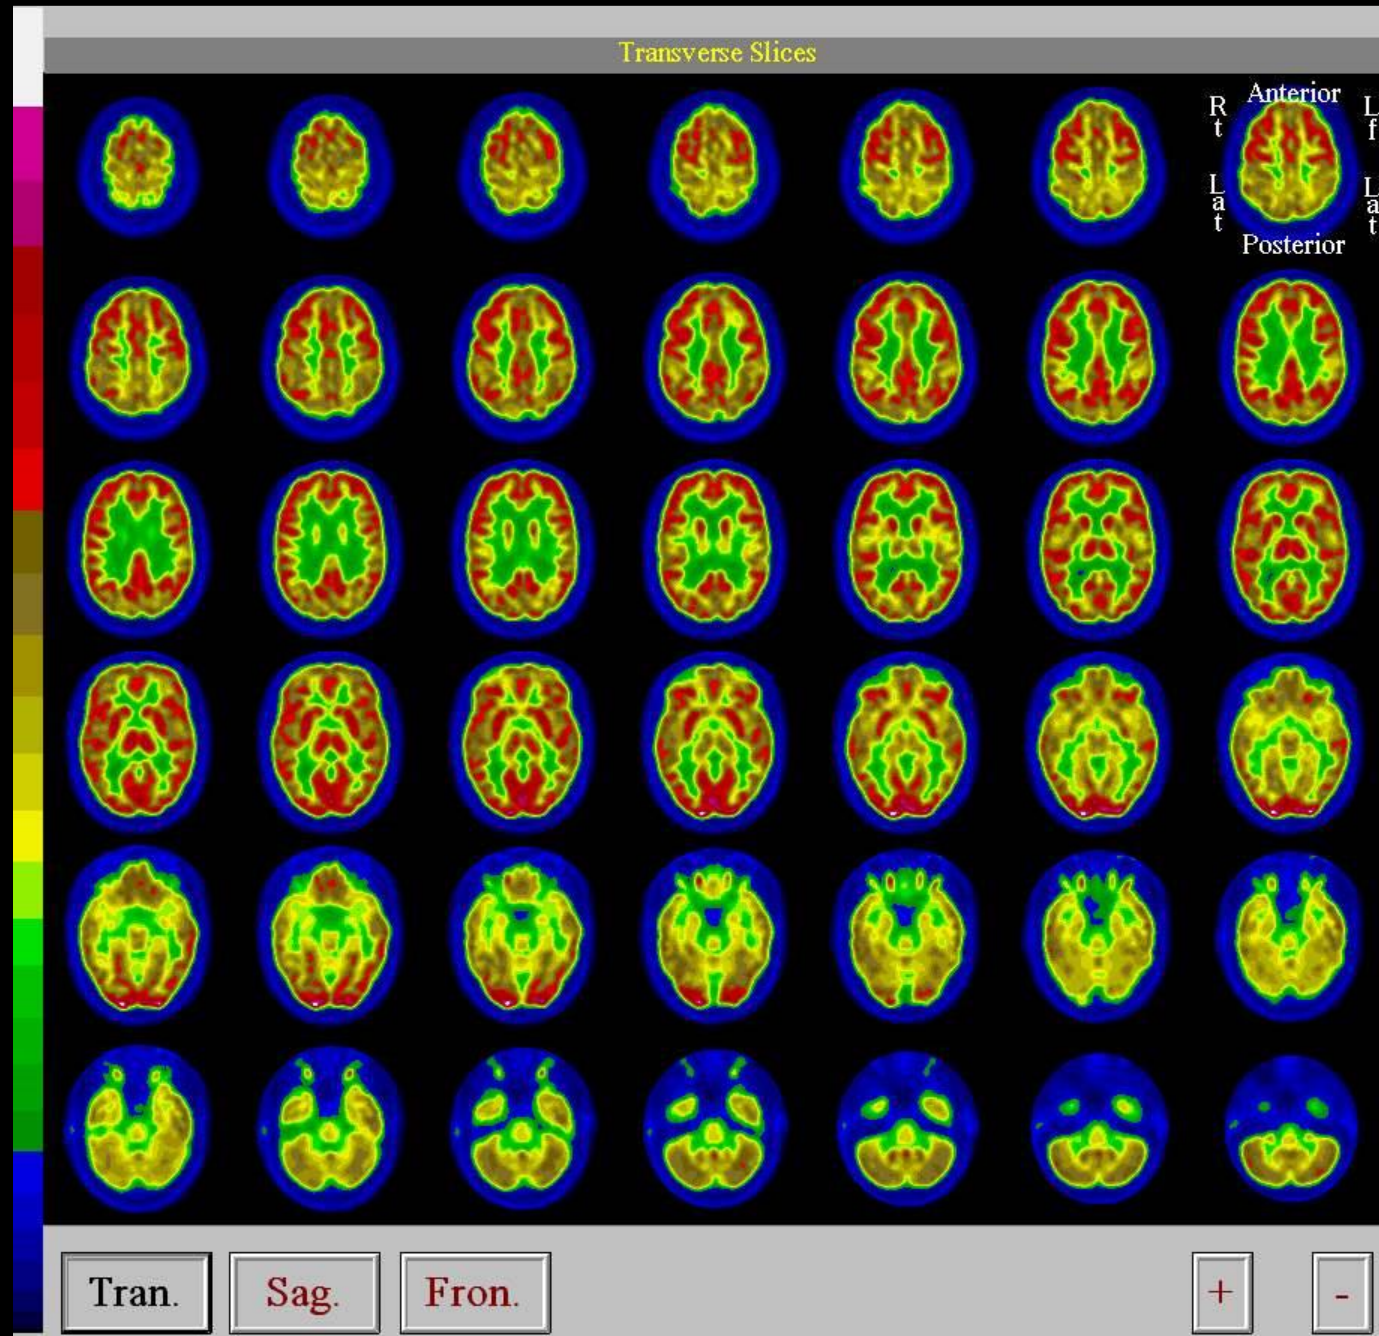 Transverse Slices
Anterior
Rt Lat
Lf Lat
Posterior
Tran.
Sag.
Fron.
+
-